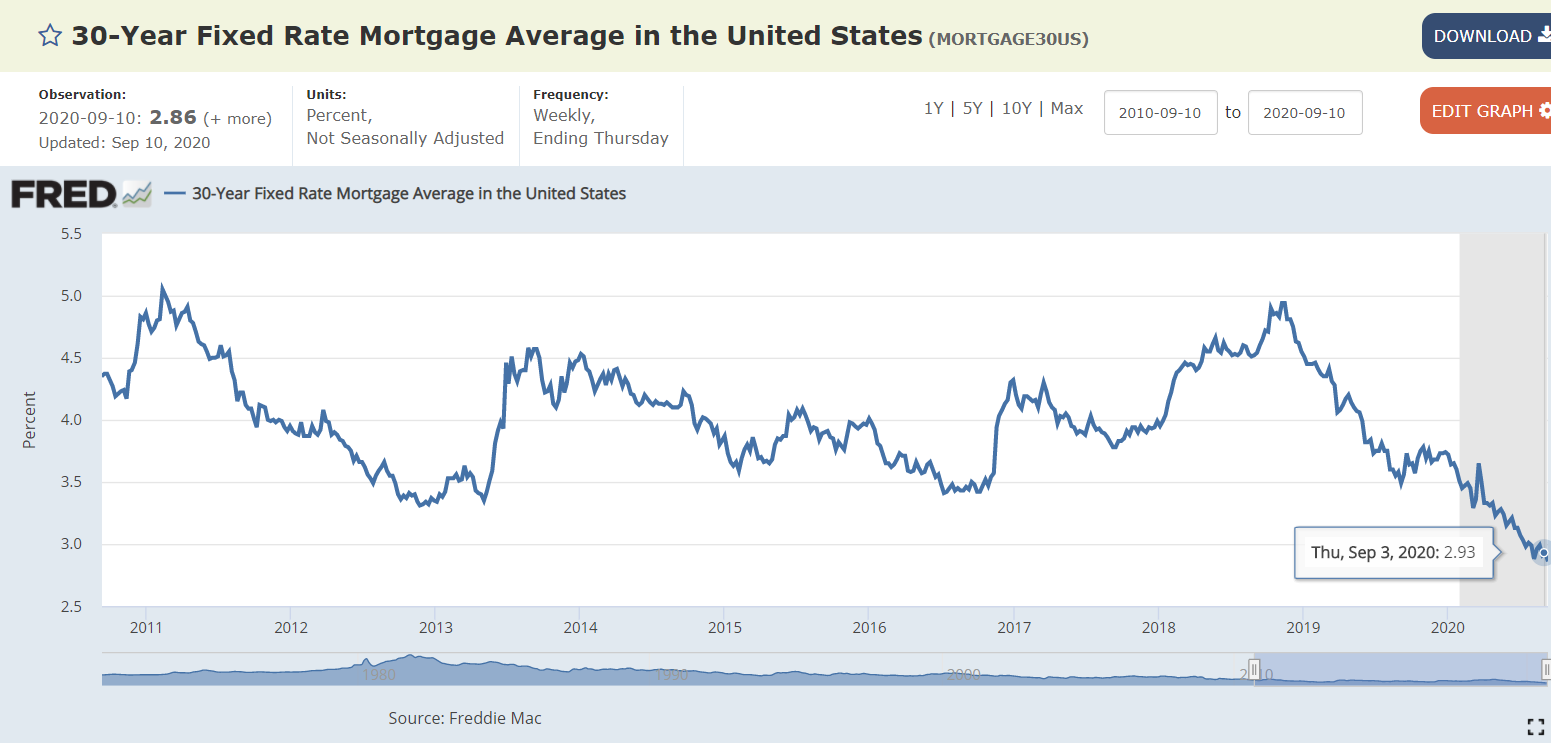 30-Year Fixed Rate Mortgage Average in the United States (MORTGAGE30US)
DOWNLOAD
Observation:
2020-09-10: 2.86 (+ more)
Updated: Sep 10, 2020
Units:
Percent,
Not Seasonally Adjusted
Frequency:
Weekly,
Ending Thursday
1Y | 5Y | 10Y | Max
2010-09-10 to 2020-09-10
EDIT GRAPH
FRED
30-Year Fixed Rate Mortgage Average in the United States
Percent
5.5
5.0
4.5
4.0
3.5
3.0
2.5
Thu, Sep 3, 2020: 2.93
2011 2012 2013 2014 2015 2016 2017 2018 2019 2020
1980 1990 2000 2010
Source: Freddie Mac